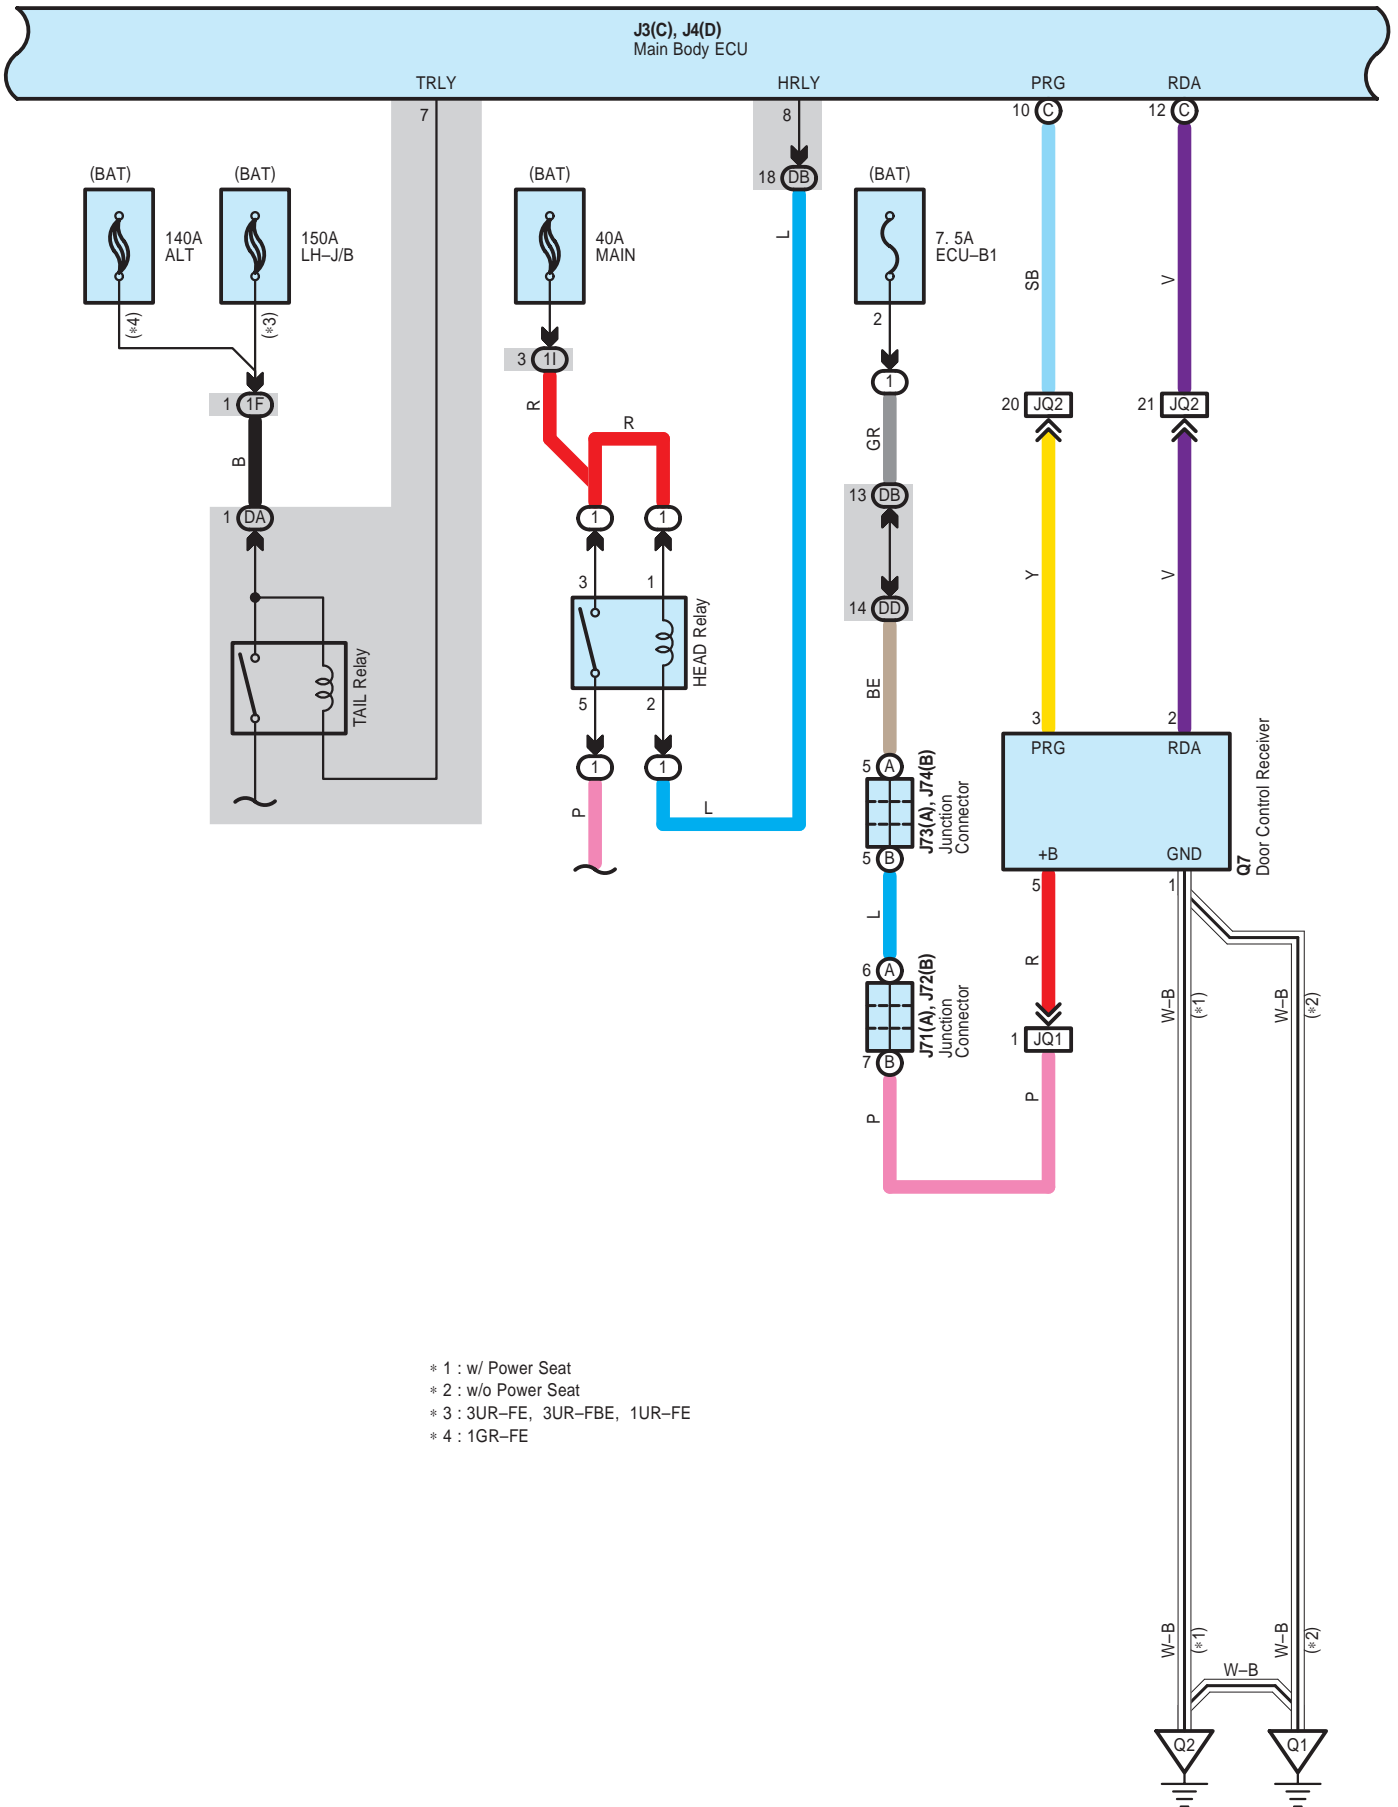 J3(C), J4(D)
Main Body ECU
TRLY
HRLY
PRG
RDA
7
8
10 C
12 C
(BAT)
(BAT)
(BAT)
18 DB
(BAT)
140A
ALT
150A
LH–J/B
40A
MAIN
7. 5A
ECU–B1
L
SB
V
(*4)
(*3)
2
3 1I
1
1 1F
R
R
20 JQ2
21 JQ2
B
GR
13 DB
1 DA
1
1
3
1
Y
V
14 DD
TAIL Relay
HEAD Relay
BE
5
2
3
2
PRG
RDA
1
1
5 A
J73(A), J74(B)
Junction
Connector
P
L
5 B
+B
GND
Q7
Door Control Receiver
5
1
L
R
6 A
J71(A), J72(B)
Junction
Connector
W–B
(*1)
W–B
(*2)
1 JQ1
7 B
P
P
* 1 : w/ Power Seat
* 2 : w/o Power Seat
* 3 : 3UR–FE, 3UR–FBE, 1UR–FE
* 4 : 1GR–FE
W–B
(*1)
W–B
(*2)
W–B
Q2
Q1